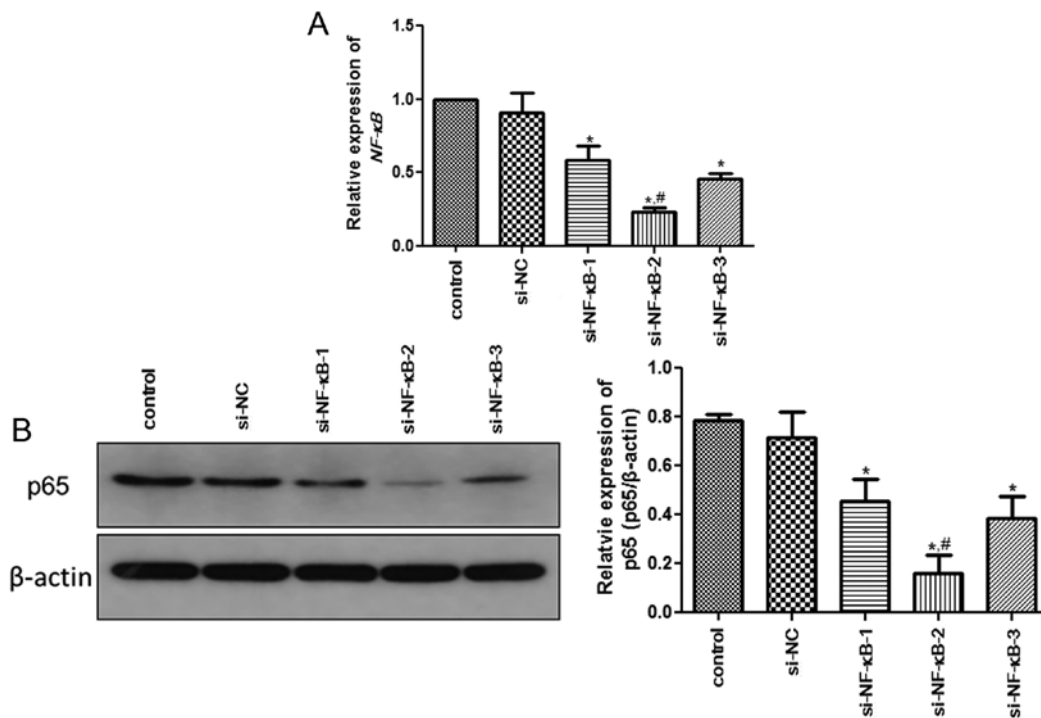 A
Relative expression of
NF-κB
1.5
1.0
0.5
0.0
*
*,#
*
control
si-NC
si-NF-κB-1
si-NF-κB-2
si-NF-κB-3
B
control
si-NC
si-NF-κB-1
si-NF-κB-2
si-NF-κB-3
p65
β-actin
Relatvie expression of
p65 (p65/β-actin)
0.8
0.6
0.4
0.2
0.0
*
*,#
*
control
si-NC
si-NF-κB-1
si-NF-κB-2
si-NF-κB-3